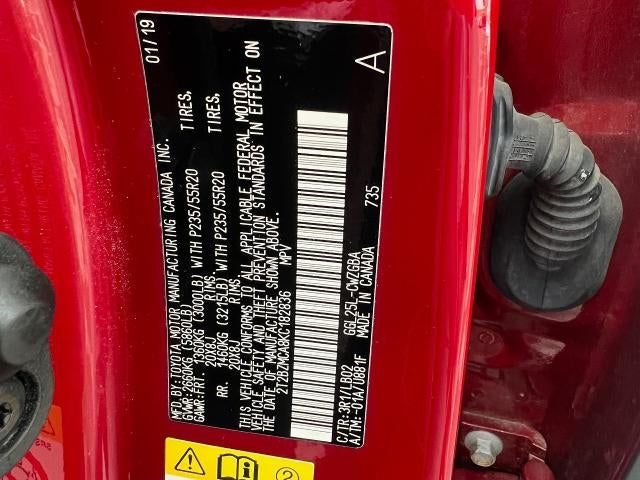 MFD. BY: TOYOTA MOTOR MANUFACTURING CANADA INC. 01/19
GVWR: 2660KG (5860LB)
GAWR: FRT. 1360KG (3000LB) WITH P235/55R20 TIRES,
20X8J RIMS,
RR. 1460KG (3215LB) WITH P235/55R20 TIRES,
20X8J RIMS,
THIS VEHICLE CONFORMS TO ALL APPLICABLE FEDERAL MOTOR
VEHICLE SAFETY AND THEFT PREVENTION STANDARDS IN EFFECT ON
THE DATE OF MANUFACTURE SHOWN ABOVE.
2T2BZMCA8KC182836 MPV
A
C/TR: 3R1/LB02 GGL25L-CWZGBA
A/TM: -01A/U881F MADE IN CANADA 735